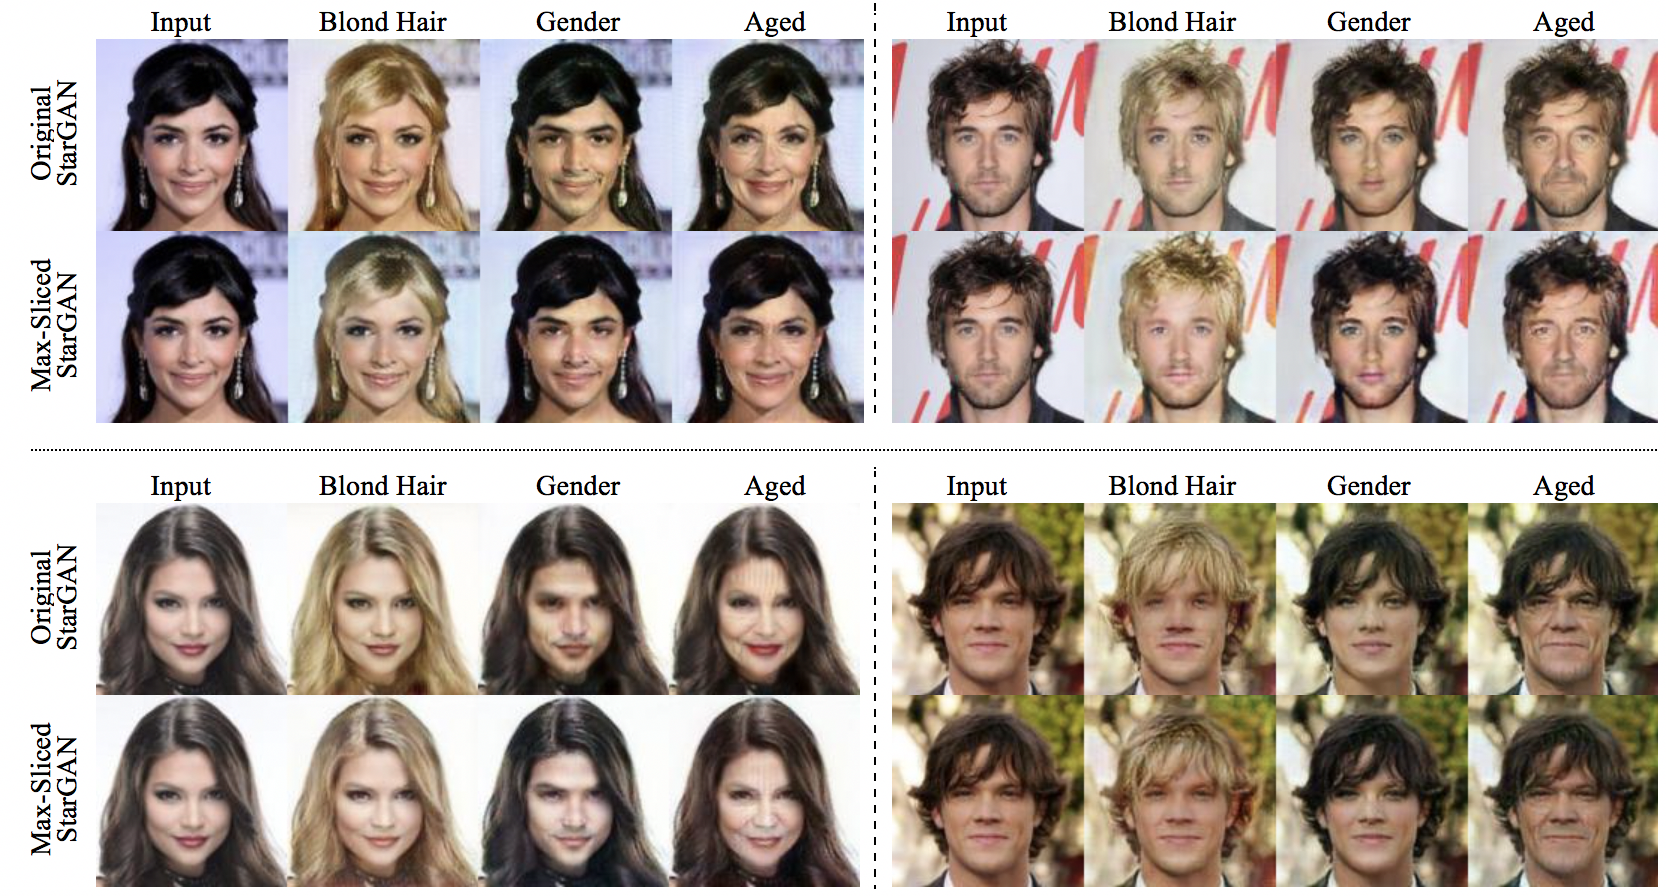 Input Blond Hair Gender Aged Input Blond Hair Gender Aged
Original
StarGAN
Max-Sliced
StarGAN
Input Blond Hair Gender Aged Input Blond Hair Gender Aged
Original
StarGAN
Max-Sliced
StarGAN